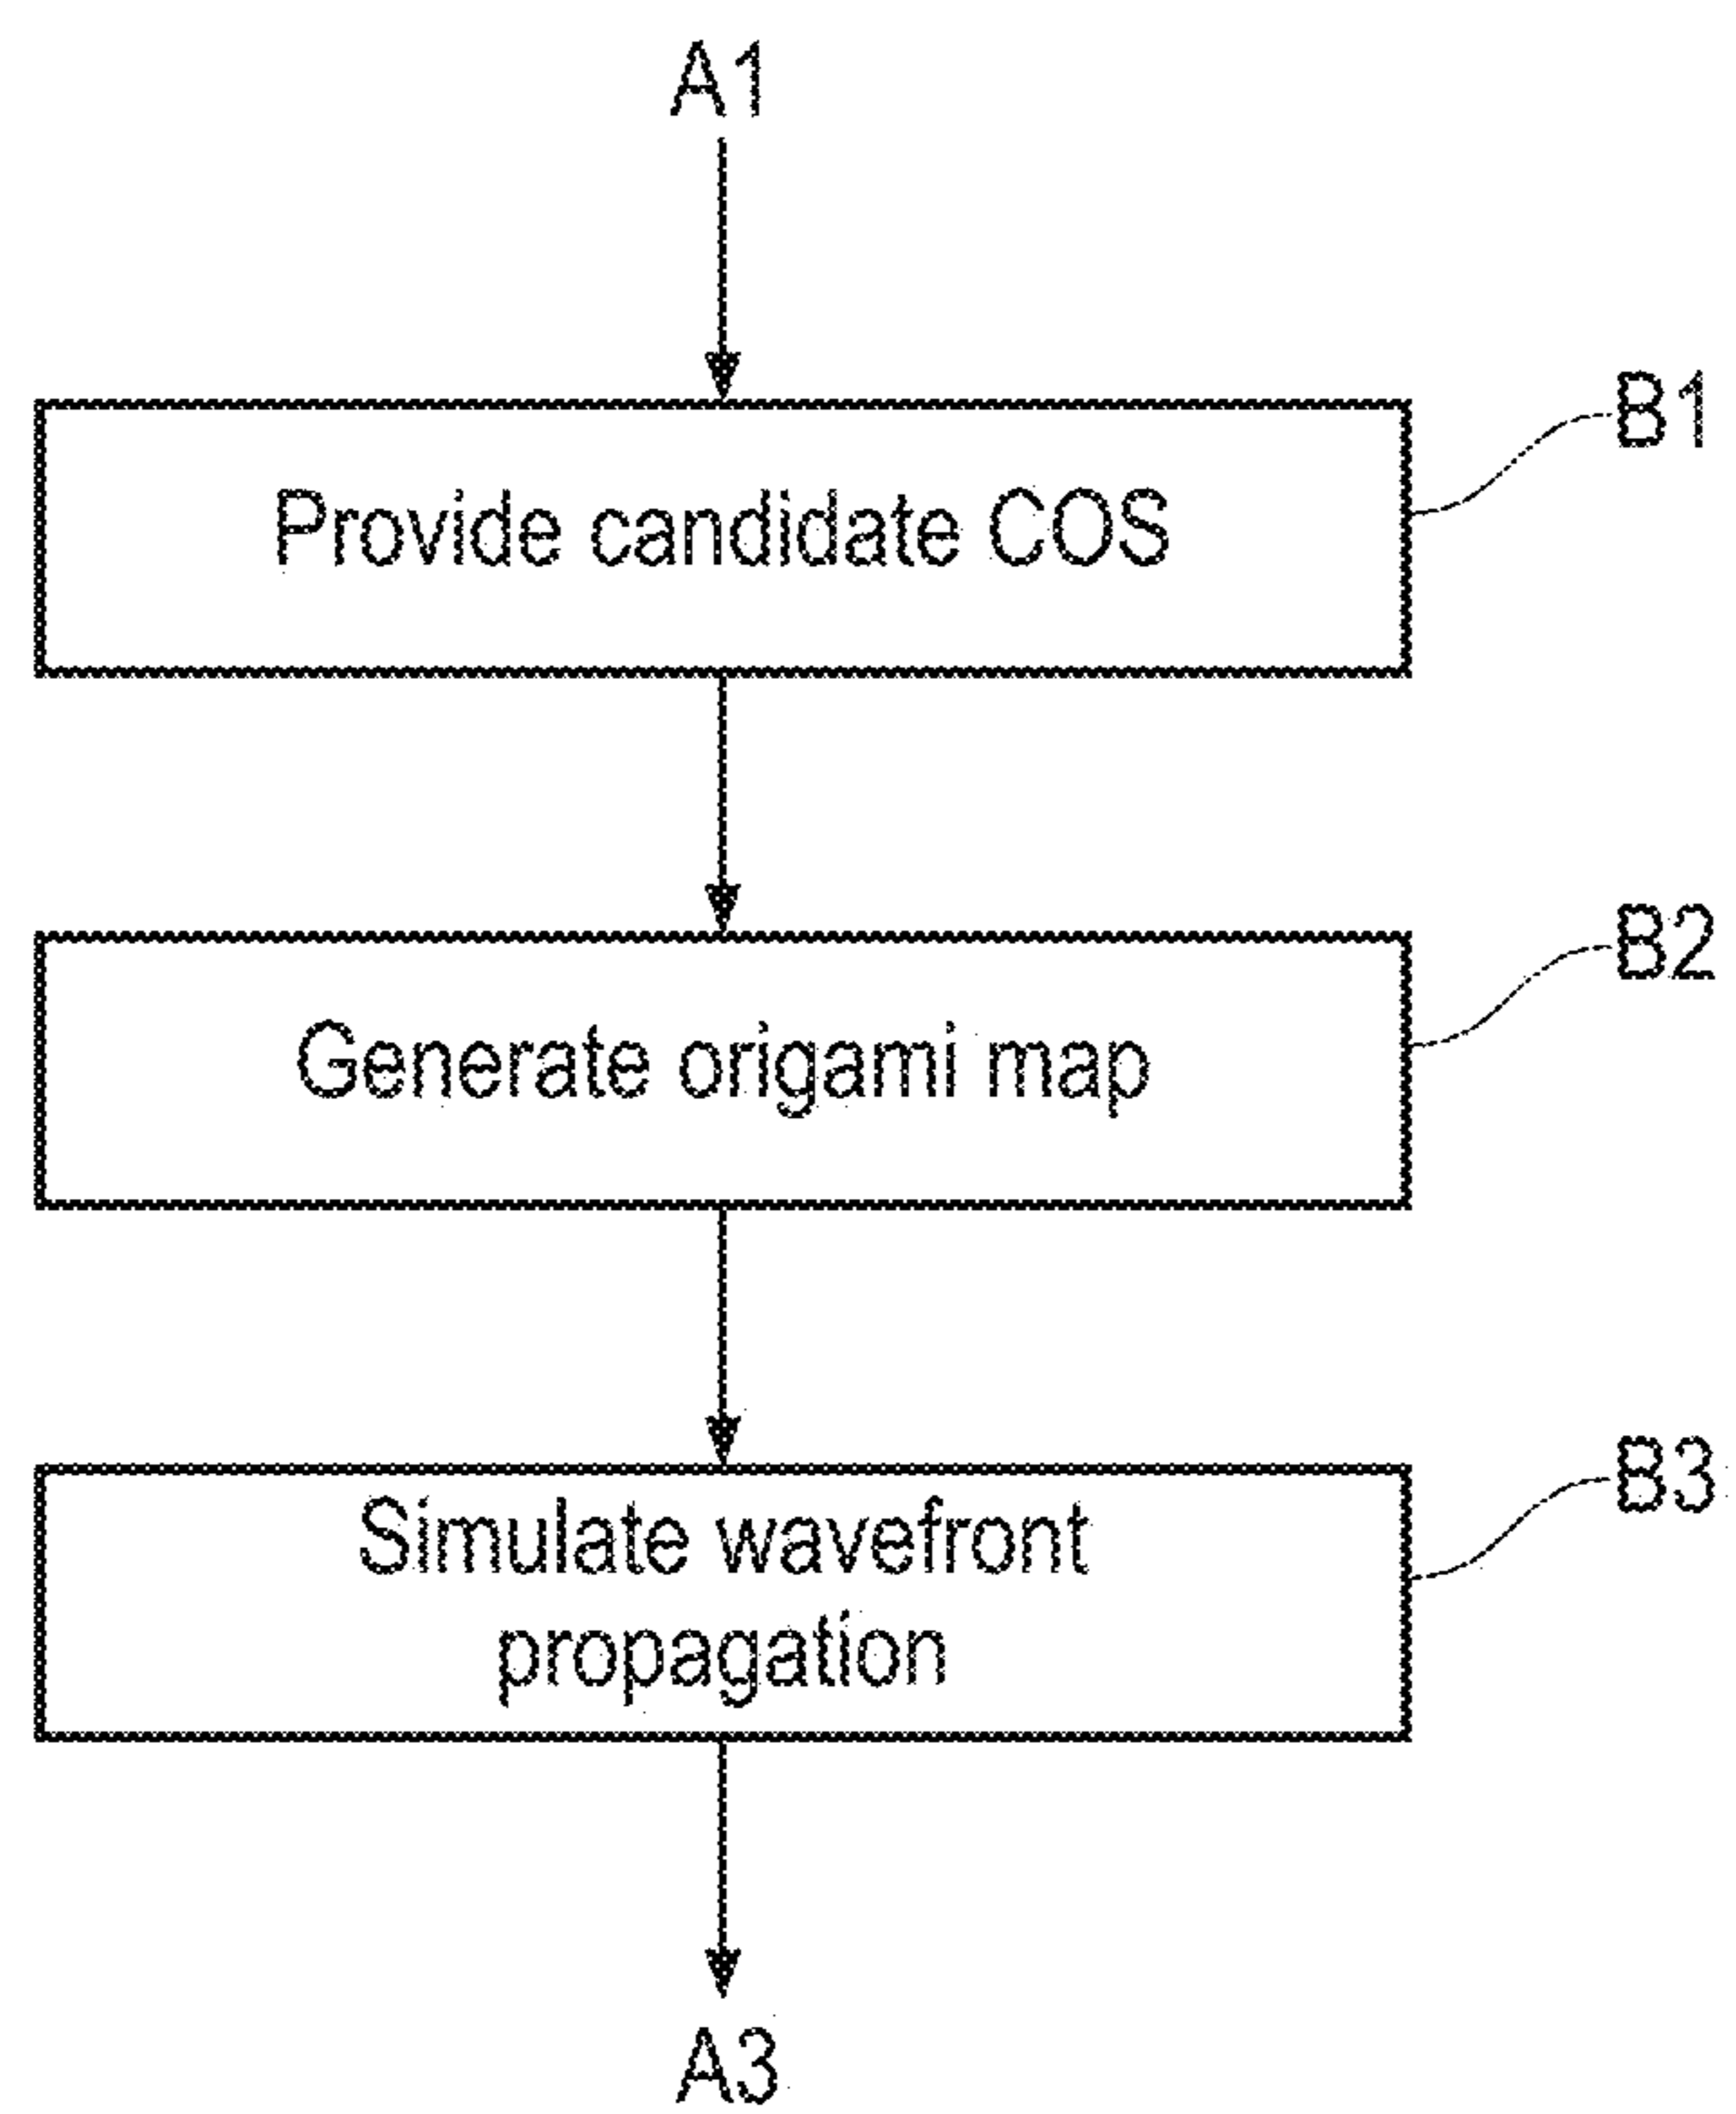 A1
Provide candidate COS
B1
Generate origami map
B2
Simulate wavefront
propagation
B3
A3